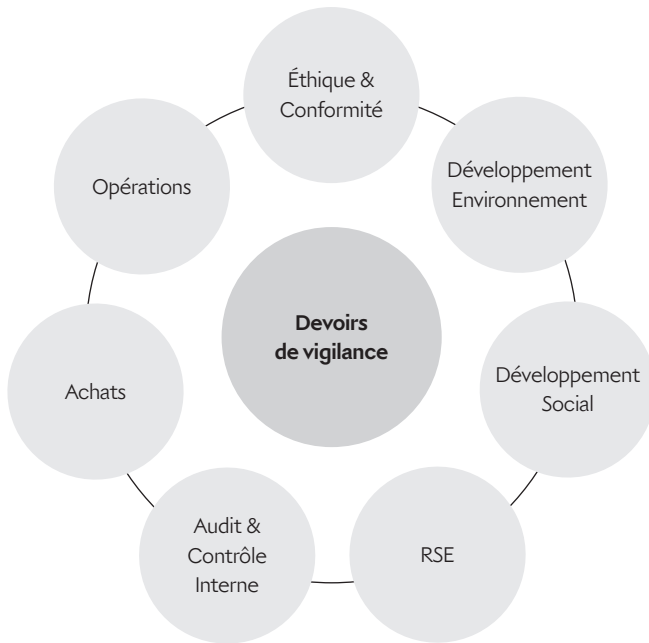 Éthique &
Conformité
Développement
Environnement
Développement
Social
RSE
Audit &
Contrôle
Interne
Achats
Opérations
Devoirs
de vigilance